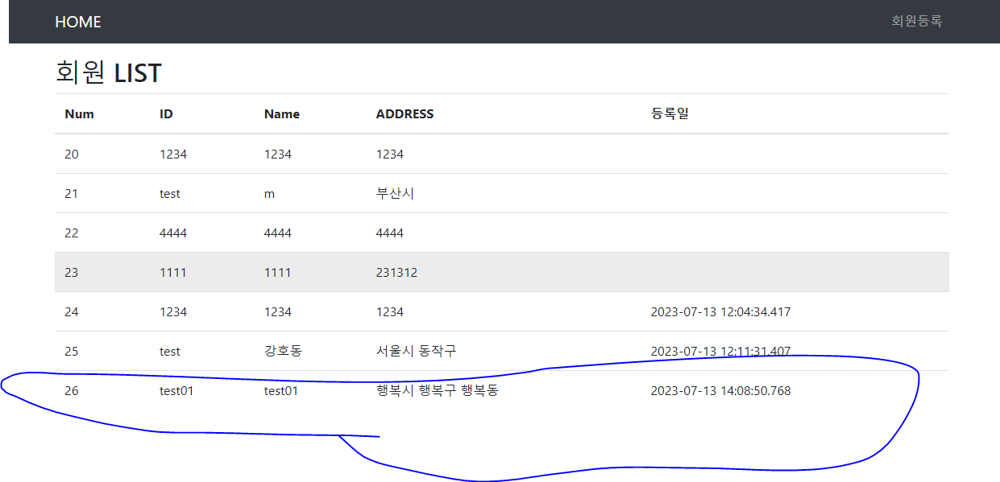 HOME 회원등록
회원 LIST
Num ID Name ADDRESS 등록일
20 1234 1234 1234
21 test m 부산시
22 4444 4444 4444
23 1111 1111 231312
24 1234 1234 1234 2023-07-13 12:04:34.417
25 test 강호동 서울시 동작구 2023-07-13 12:11:31.407
26 test01 test01 행복시 행복구 행복동 2023-07-13 14:08:50.768